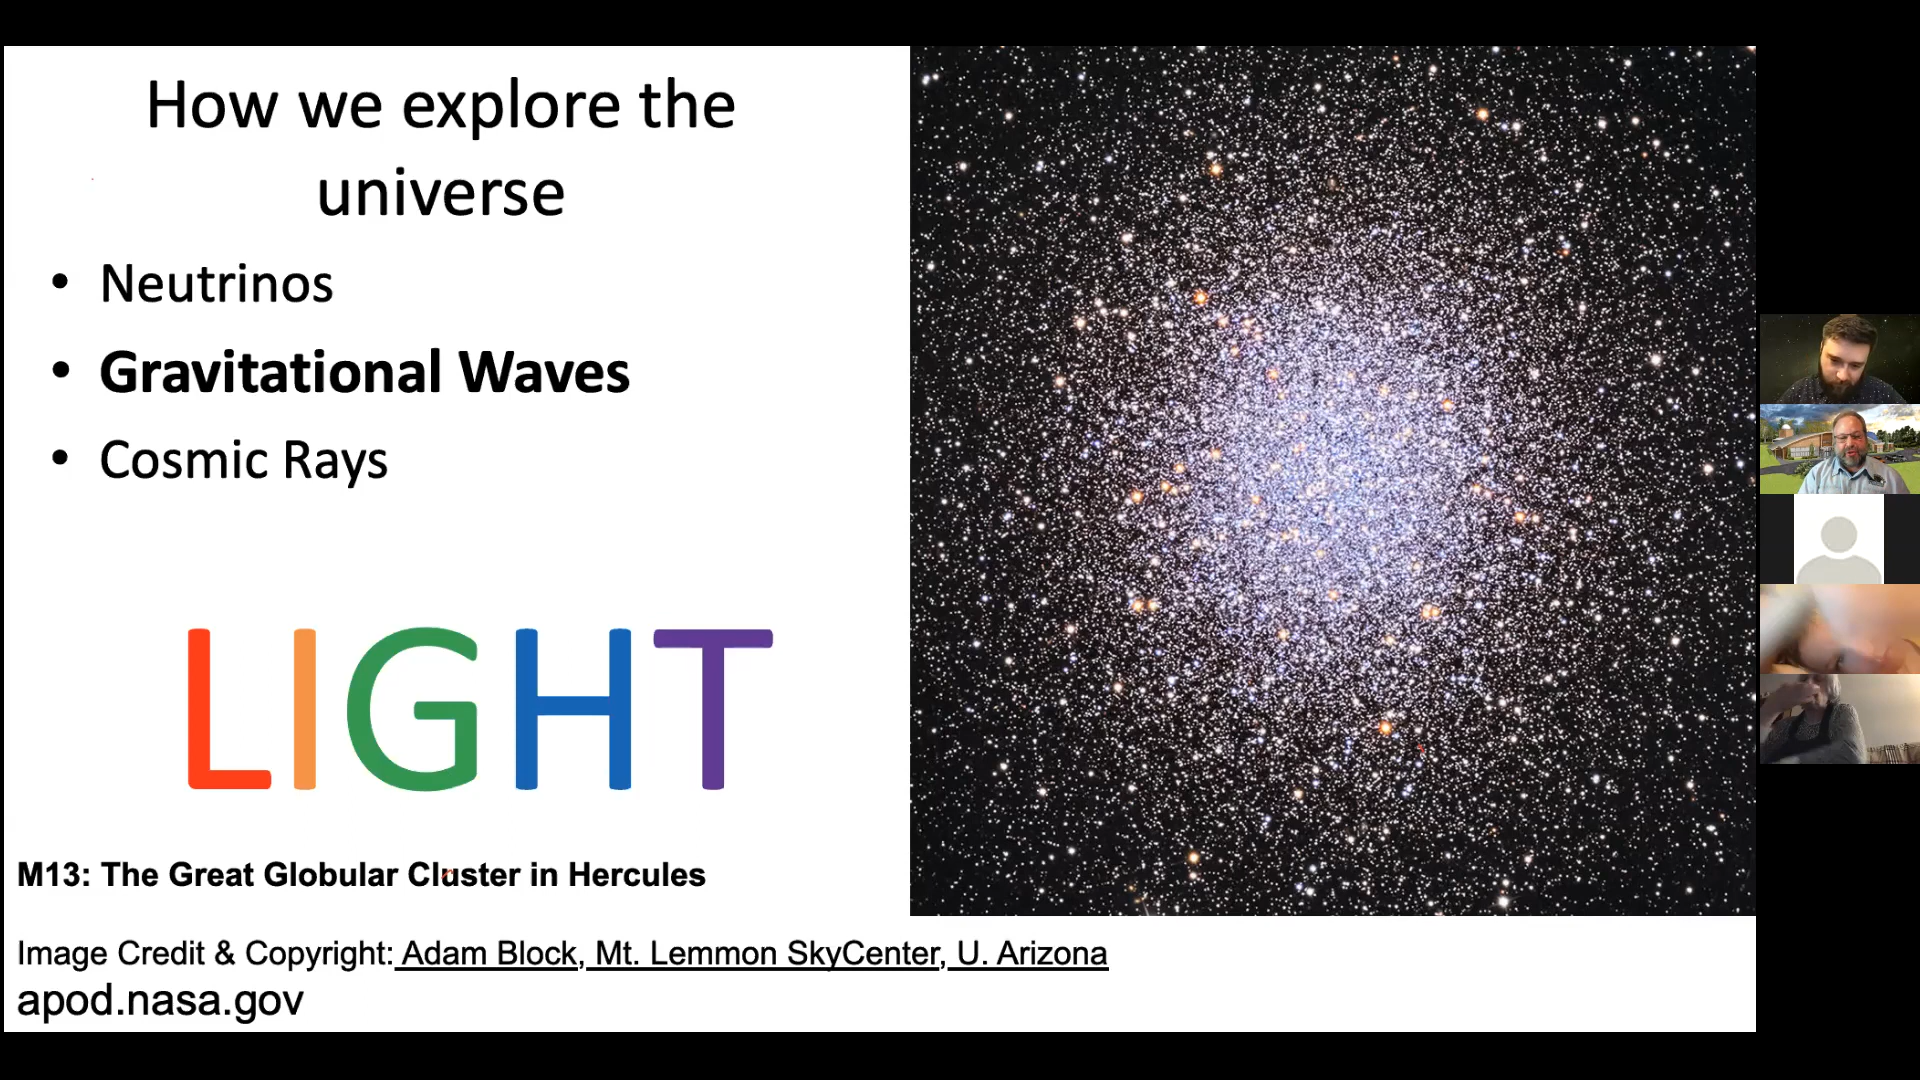 How we explore the
universe
• Neutrinos
• Gravitational Waves
• Cosmic Rays
LIGHT
M13: The Great Globular Cluster in Hercules
Image Credit & Copyright: Adam Block, Mt. Lemmon SkyCenter, U. Arizona
apod.nasa.gov